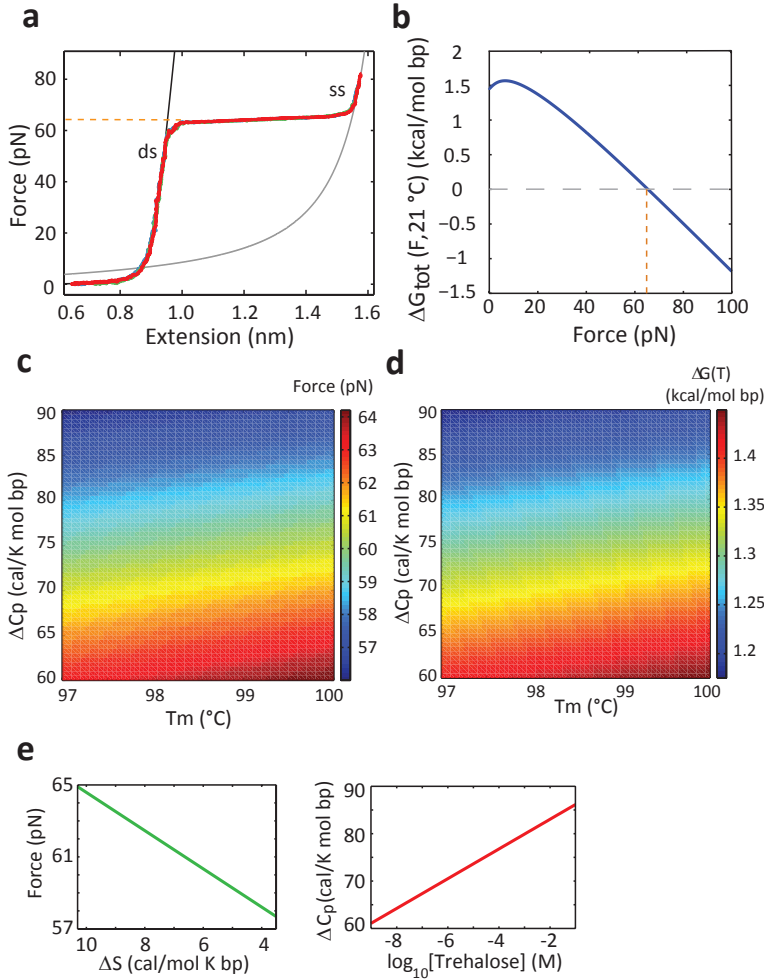 a
80
60
40
20
0
Force (pN)
ds
ss
0.6 0.8 1.0 1.2 1.4 1.6
Extension (nm)
b
2
1.5
1
0.5
0
−0.5
−1
−1.5
ΔGtot (F,21 °C) (kcal/mol bp)
0 20 40 60 80 100
Force (pN)
c
Force (pN)
90
85
80
75
70
65
60
ΔCp (cal/K mol bp)
97 98 99 100
Tm (°C)
64
63
62
61
60
59
58
57
d
ΔG(T)
(kcal/mol bp)
90
85
80
75
70
65
60
ΔCp (cal/K mol bp)
97 98 99 100
Tm (°C)
1.4
1.35
1.3
1.25
1.2
e
65
61
57
Force (pN)
10 8 6 4
ΔS (cal/mol K bp)
90
80
70
60
ΔCp(cal/K mol bp)
-8 -6 -4 -2
log10[Trehalose] (M)